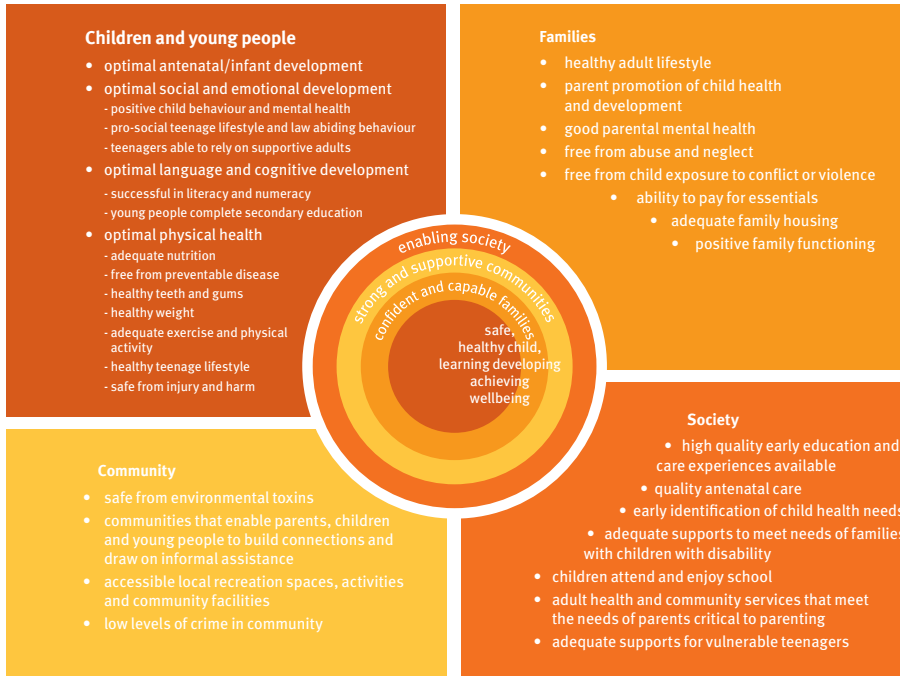 Children and young people
• optimal antenatal/infant development
• optimal social and emotional development
- positive child behaviour and mental health
- pro-social teenage lifestyle and law abiding behaviour
- teenagers able to rely on supportive adults
• optimal language and cognitive development
- successful in literacy and numeracy
- young people complete secondary education
• optimal physical health
- adequate nutrition
- free from preventable disease
- healthy teeth and gums
- healthy weight
- adequate exercise and physical
activity
- healthy teenage lifestyle
- safe from injury and harm
Families
• healthy adult lifestyle
• parent promotion of child health
and development
• good parental mental health
• free from abuse and neglect
• free from child exposure to conflict or violence
• ability to pay for essentials
• adequate family housing
• positive family functioning
enabling society
strong and supportive communities
confident and capable families
safe,
healthy child,
learning developing
achieving
wellbeing
Community
• safe from environmental toxins
• communities that enable parents, children
and young people to build connections and
draw on informal assistance
• accessible local recreation spaces, activities
and community facilities
• low levels of crime in community
Society
• high quality early education and
care experiences available
• quality antenatal care
• early identification of child health needs
• adequate supports to meet needs of families
with children with disability
• children attend and enjoy school
• adult health and community services that meet
the needs of parents critical to parenting
• adequate supports for vulnerable teenagers